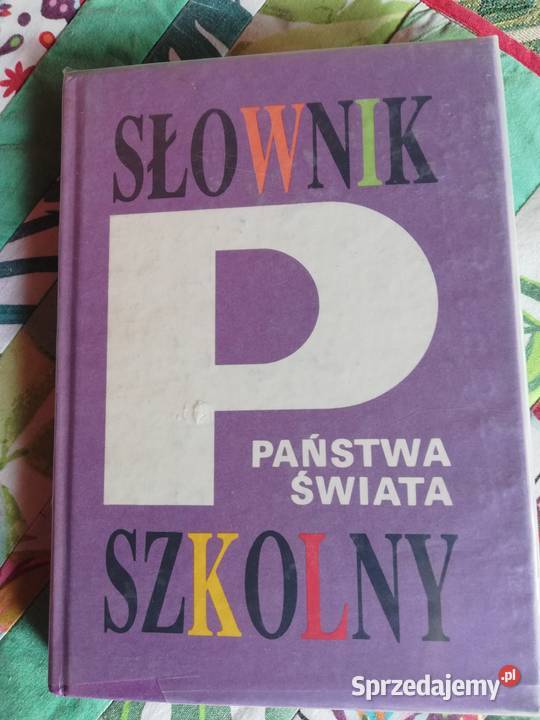 SŁOWNIK
P
PAŃSTWA
ŚWIATA
SZKOLNY
Sprzedajemy.pl